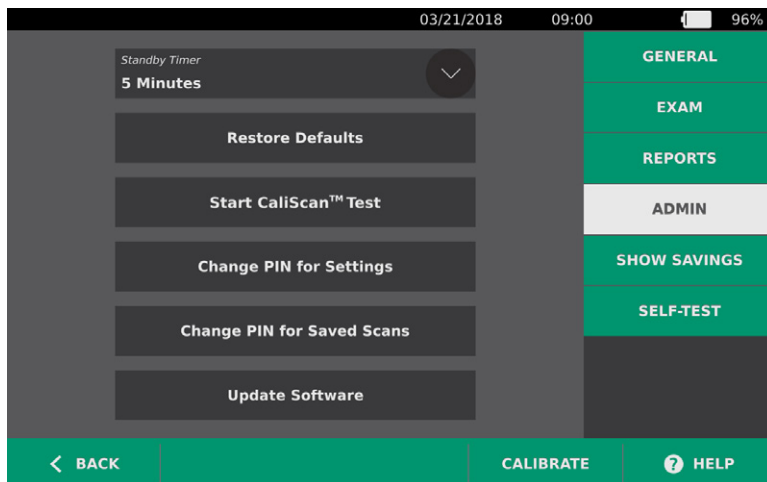 03/21/2018 09:00 96%
Standby Timer
5 Minutes
Restore Defaults
Start CaliScan™ Test
Change PIN for Settings
Change PIN for Saved Scans
Update Software
GENERAL
EXAM
REPORTS
ADMIN
SHOW SAVINGS
SELF-TEST
BACK
CALIBRATE
? HELP